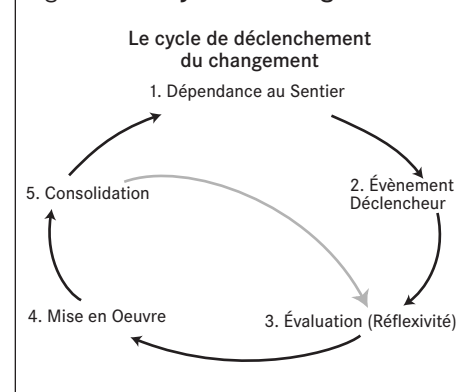 Le cycle de déclenchement
du changement
1. Dépendance au Sentier
2. Évènement
Déclencheur
3. Évaluation (Réflexivité)
4. Mise en Oeuvre
5. Consolidation